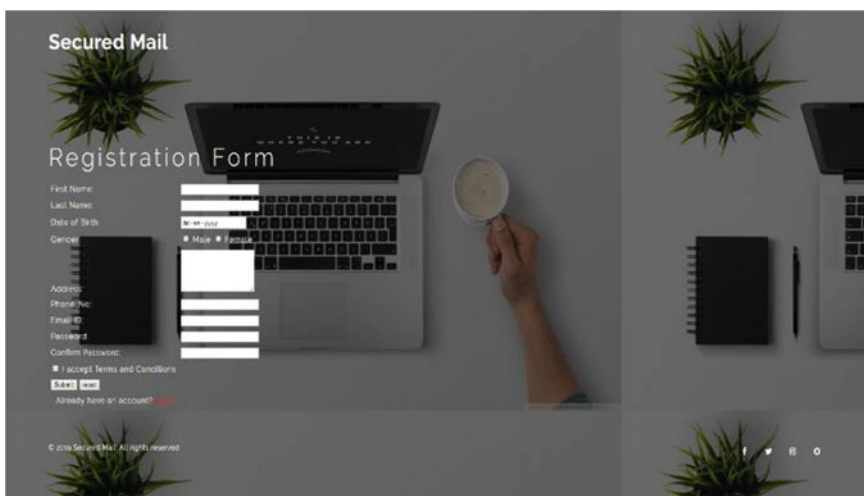 Secured Mail
Registration Form
First Name:
Last Name:
Date of Birth:
Gender: Male Female
Address:
Phone No:
Email ID:
Password:
Confirm Password:
I accept Terms and Conditions
Submit reset
Already have an account?
© 2019 Secured Mail. All rights reserved